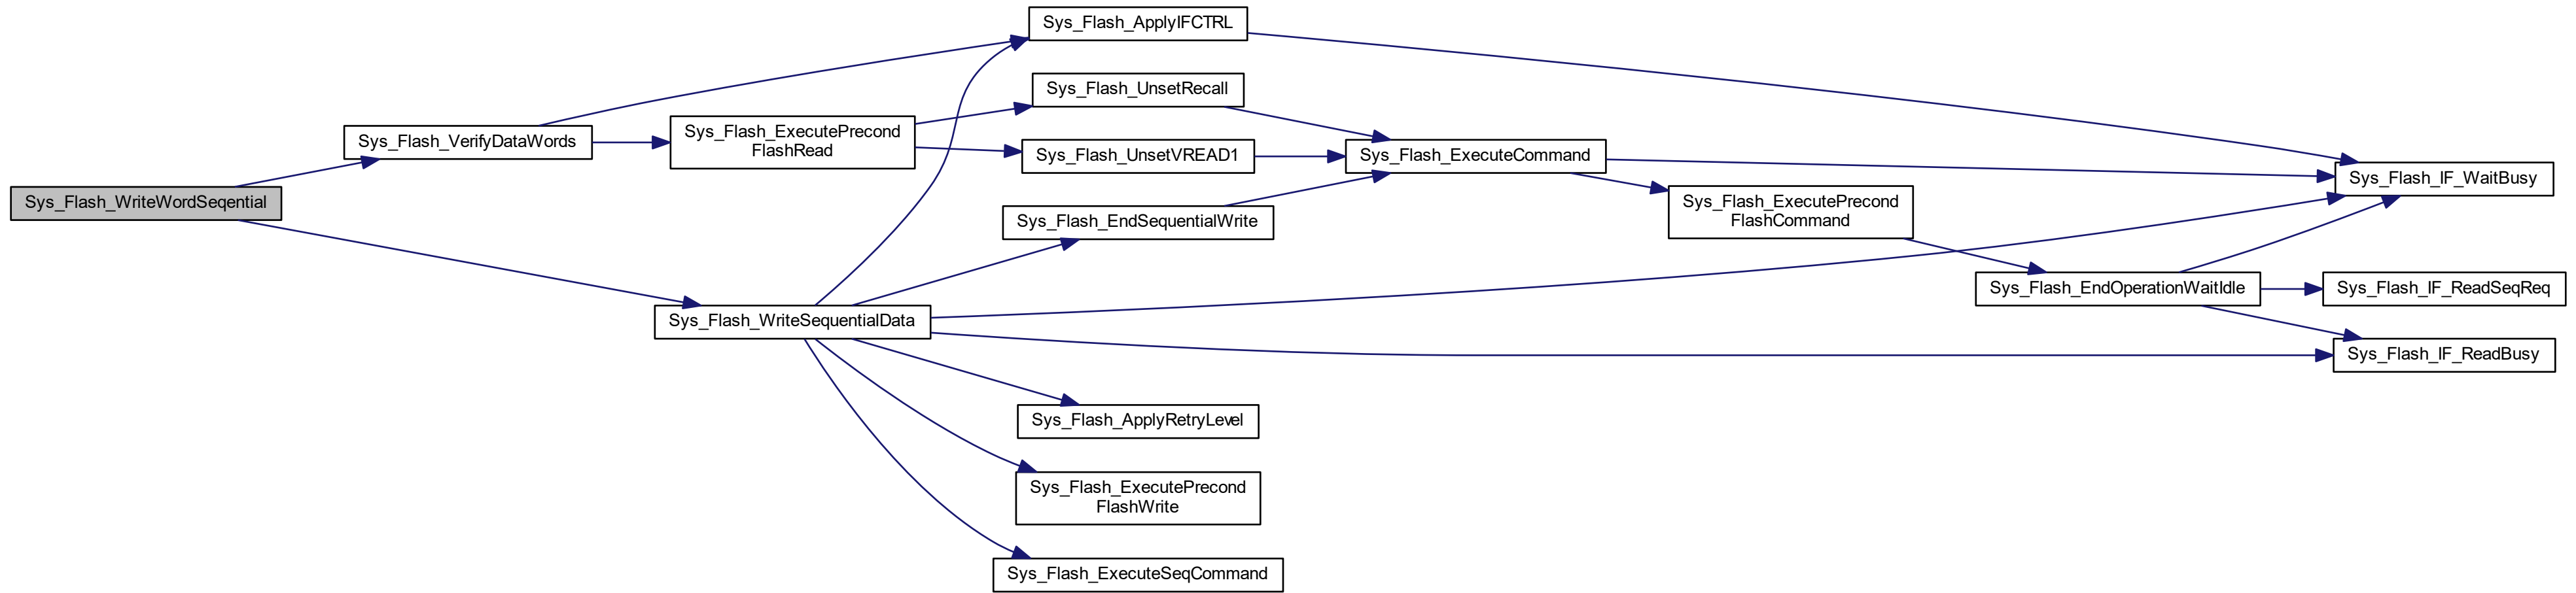 Sys_Flash_WriteWordSeqential
Sys_Flash_VerifyDataWords
Sys_Flash_WriteSequentialData
Sys_Flash_ExecutePrecond
FlashRead
Sys_Flash_ApplyIFCTRL
Sys_Flash_UnsetRecall
Sys_Flash_UnsetVREAD1
Sys_Flash_EndSequentialWrite
Sys_Flash_ApplyRetryLevel
Sys_Flash_ExecutePrecond
FlashWrite
Sys_Flash_ExecuteSeqCommand
Sys_Flash_ExecuteCommand
Sys_Flash_ExecutePrecond
FlashCommand
Sys_Flash_EndOperationWaitIdle
Sys_Flash_IF_WaitBusy
Sys_Flash_IF_ReadSeqReq
Sys_Flash_IF_ReadBusy